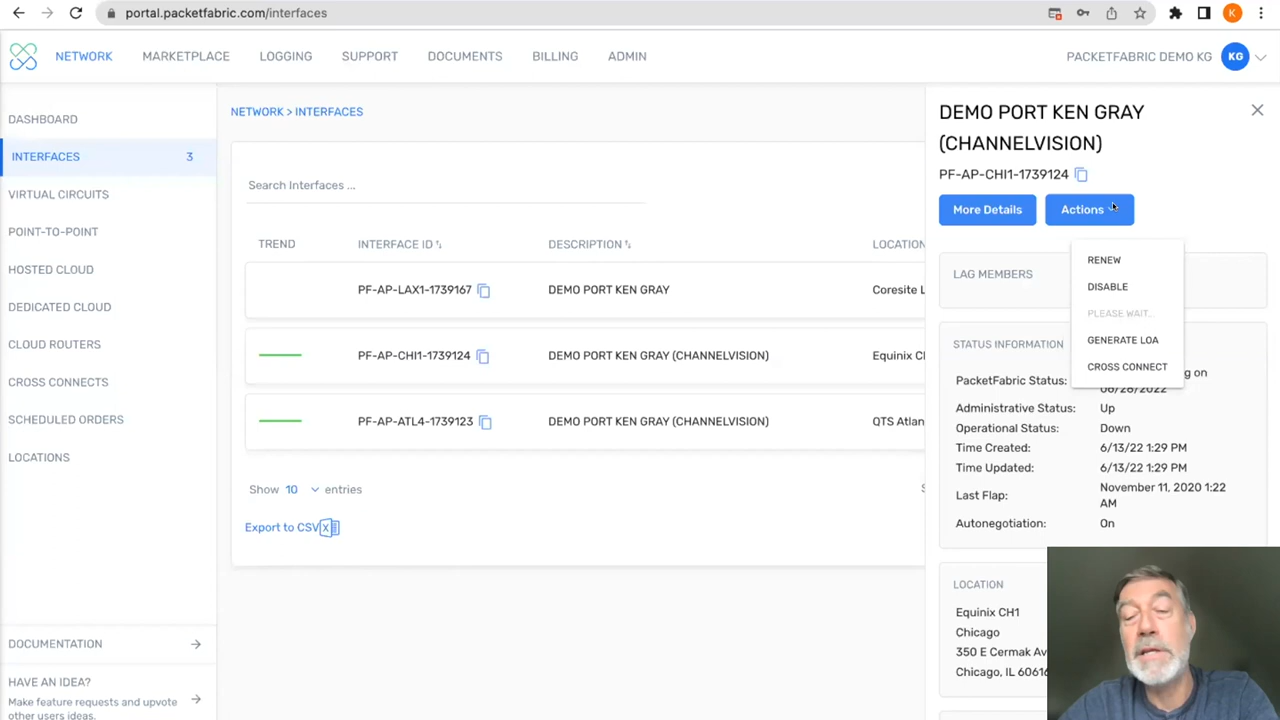 portal.packetfabric.com/interfaces
K
NETWORK
MARKETPLACE
LOGGING
SUPPORT
DOCUMENTS
BILLING
ADMIN
PACKETFABRIC DEMO KG
KG
DASHBOARD
INTERFACES 3
VIRTUAL CIRCUITS
POINT-TO-POINT
HOSTED CLOUD
DEDICATED CLOUD
CLOUD ROUTERS
CROSS CONNECTS
SCHEDULED ORDERS
LOCATIONS
DOCUMENTATION
HAVE AN IDEA?
Make feature requests and upvote
other users ideas.
NETWORK > INTERFACES
Search Interfaces ...
TREND INTERFACE ID DESCRIPTION LOCATION
PF-AP-LAX1-1739167 DEMO PORT KEN GRAY Coresite L
PF-AP-CHI1-1739124 DEMO PORT KEN GRAY (CHANNELVISION) Equinix Cl
PF-AP-ATL4-1739123 DEMO PORT KEN GRAY (CHANNELVISION) QTS Atlan
Show 10 entries
Export to CSV
DEMO PORT KEN GRAY
(CHANNELVISION)
PF-AP-CHI1-1739124
More Details
Actions
RENEW
DISABLE
PLEASE WAIT...
GENERATE LOA
CROSS CONNECT
LAG MEMBERS
STATUS INFORMATION
PacketFabric Status: g on
06/28/2022
Administrative Status: Up
Operational Status: Down
Time Created: 6/13/22 1:29 PM
Time Updated: 6/13/22 1:29 PM
Last Flap: November 11, 2020 1:22
AM
Autonegotiation: On
LOCATION
Equinix CH1
Chicago
350 E Cermak Av
Chicago, IL 60616